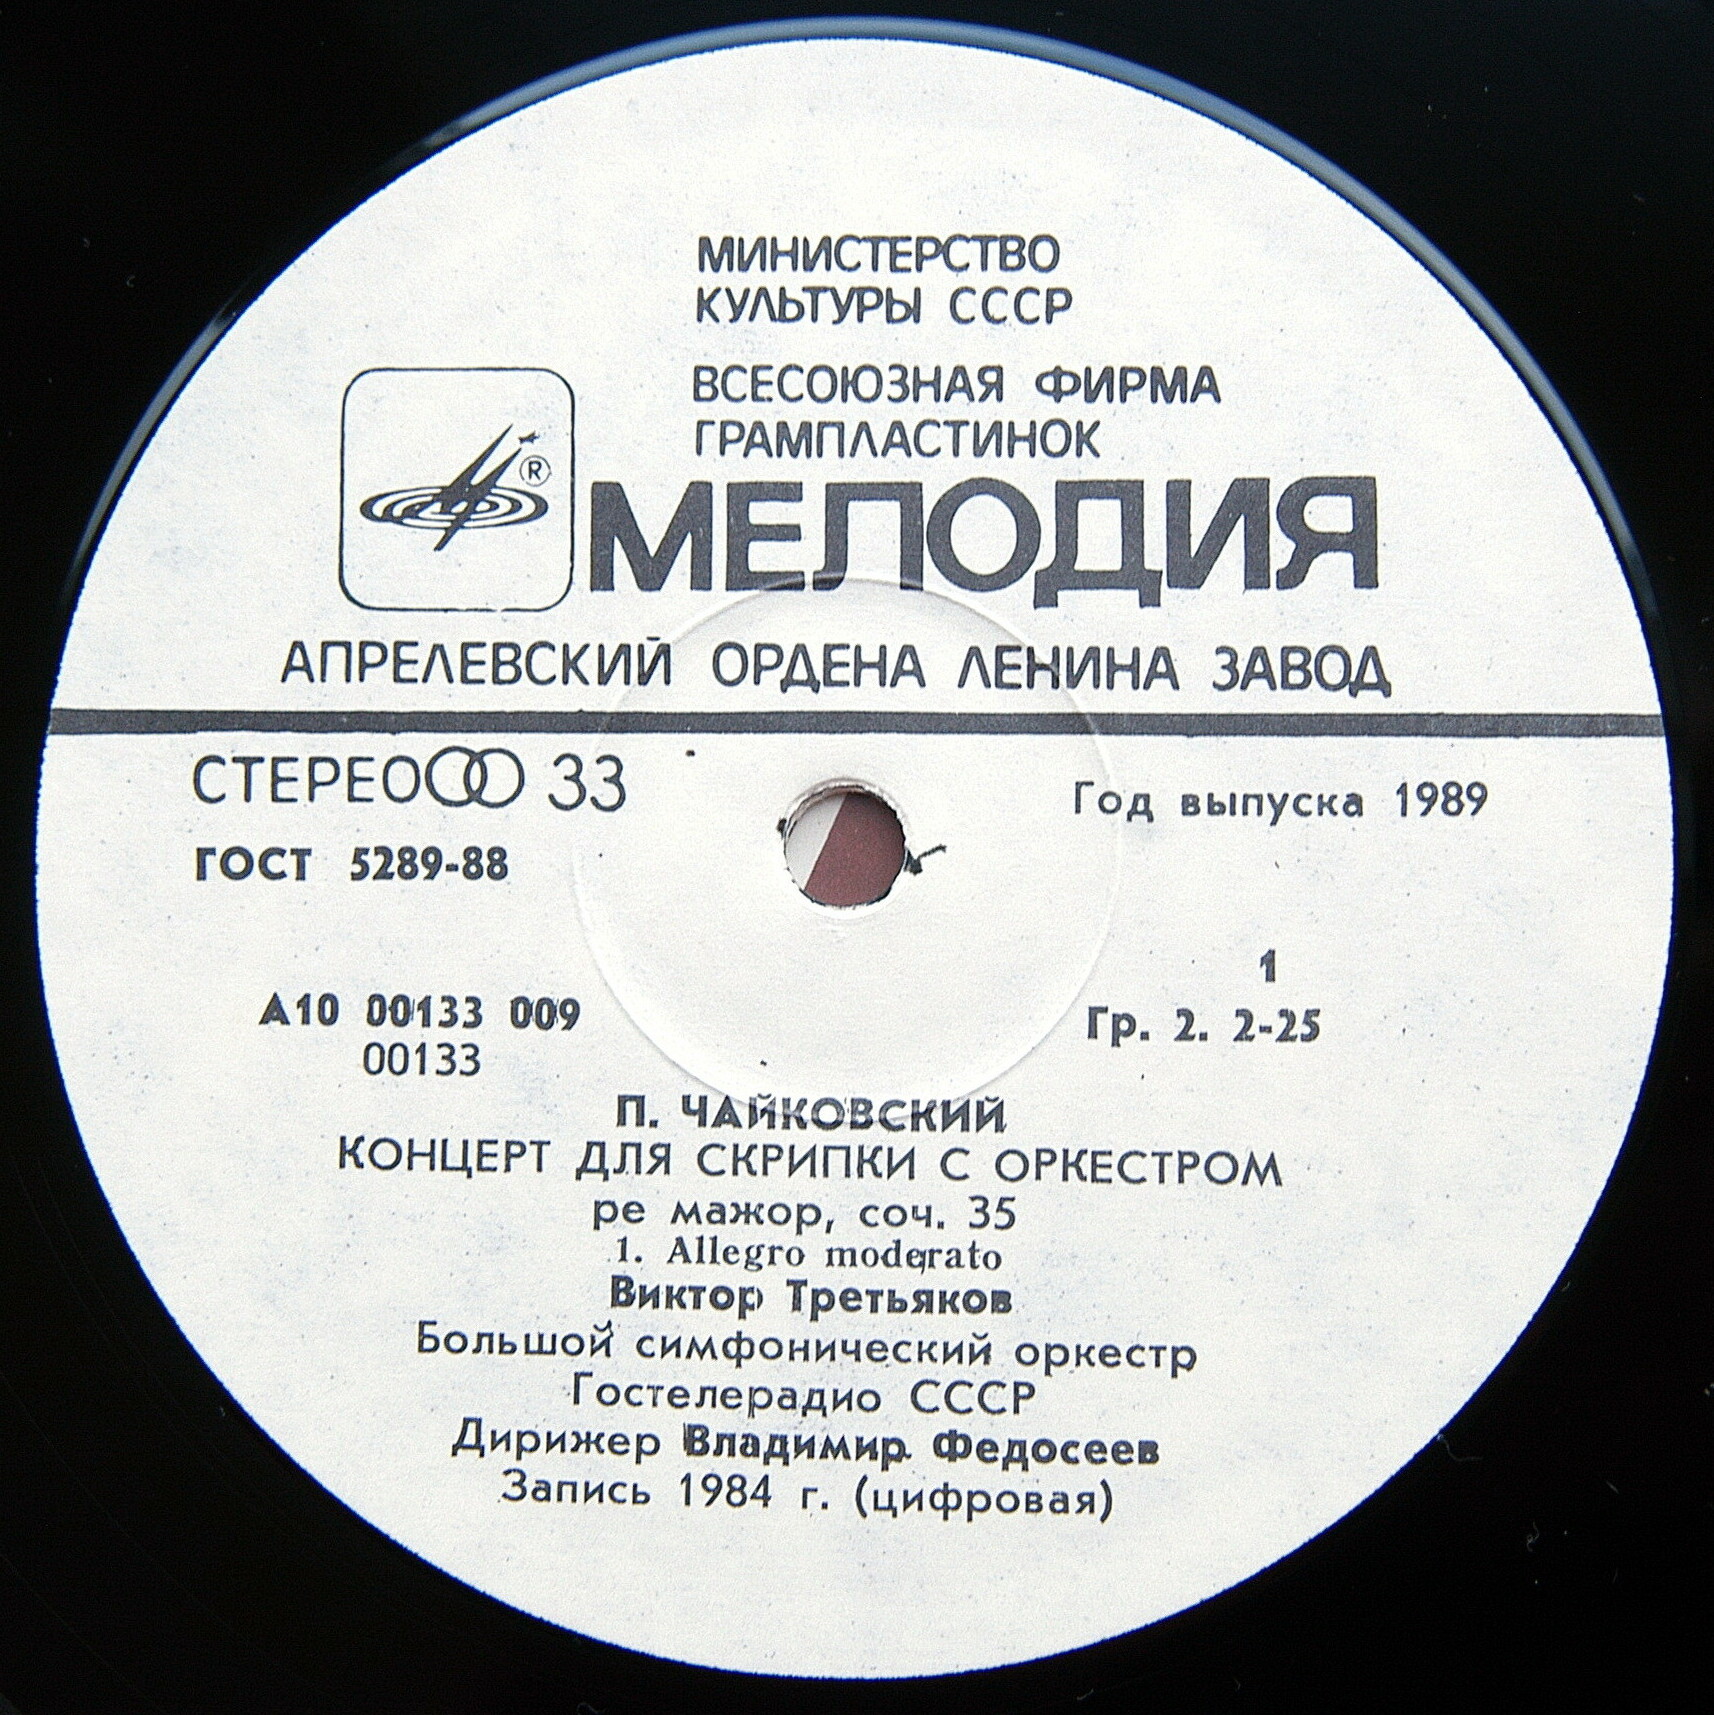 МИНИСТЕРСТВО
КУЛЬТУРЫ СССР
ВСЕСОЮЗНАЯ ФИРМА
ГРАМПЛАСТИНОК
®
МЕЛОДИЯ
АПРЕЛЕВСКИЙ ОРДЕНА ЛЕНИНА ЗАВОД
СТЕРЕО 33
Год выпуска 1989
ГОСТ 5289-88
1
А10 00133 009
Гр. 2. 2-25
00133
П. ЧАЙКОВСКИЙ
КОНЦЕРТ ДЛЯ СКРИПКИ С ОРКЕСТРОМ
ре мажор, соч. 35
1. Allegro moderato
Виктор Третьяков
Большой симфонический оркестр
Гостелерадио СССР
Дирижер Владимир Федосеев
Запись 1984 г. (цифровая)